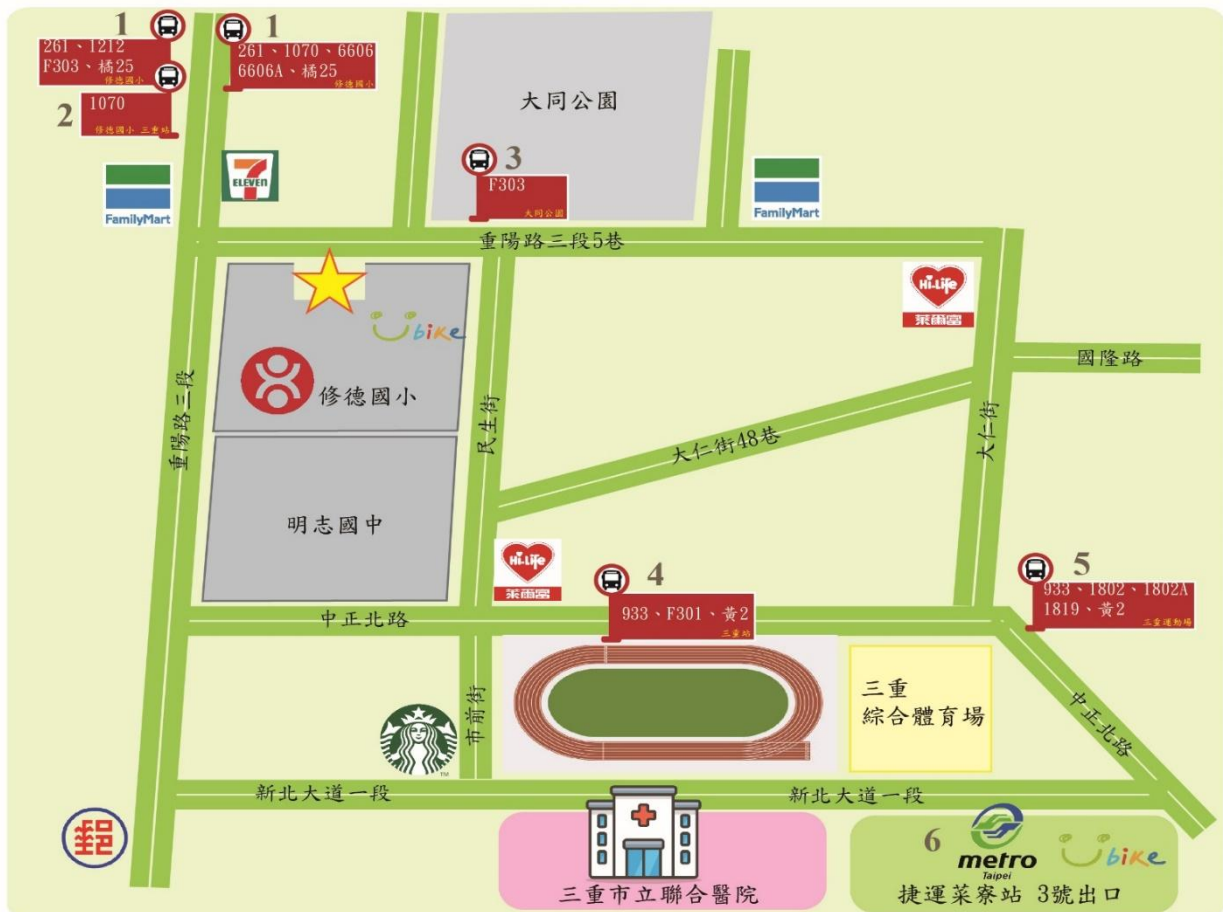 1
261、1212
F303、橘25
修德國小
1
261、1070、6606
6606A、橘25
修德國小
2
1070
修德國小 三重站
大同公園
3
F303
大同公園
FamilyMart
7
ELEVEN
FamilyMart
重陽路三段5巷
Hi-Life
萊爾富
ubike
國隆路
修德國小
重陽路三段
民生街
大仁街48巷
大仁街
明志國中
Hi-Life
萊爾富
4
933、F301、黃2
三重站
5
933、1802、1802A
1819、黃2
三重運動場
中正北路
市前街
三重
綜合體育場
中正北路
TM
新北大道一段
新北大道一段
郵
三重市立聯合醫院
6
metro
Taipei
ubike
捷運菜寮站 3號出口